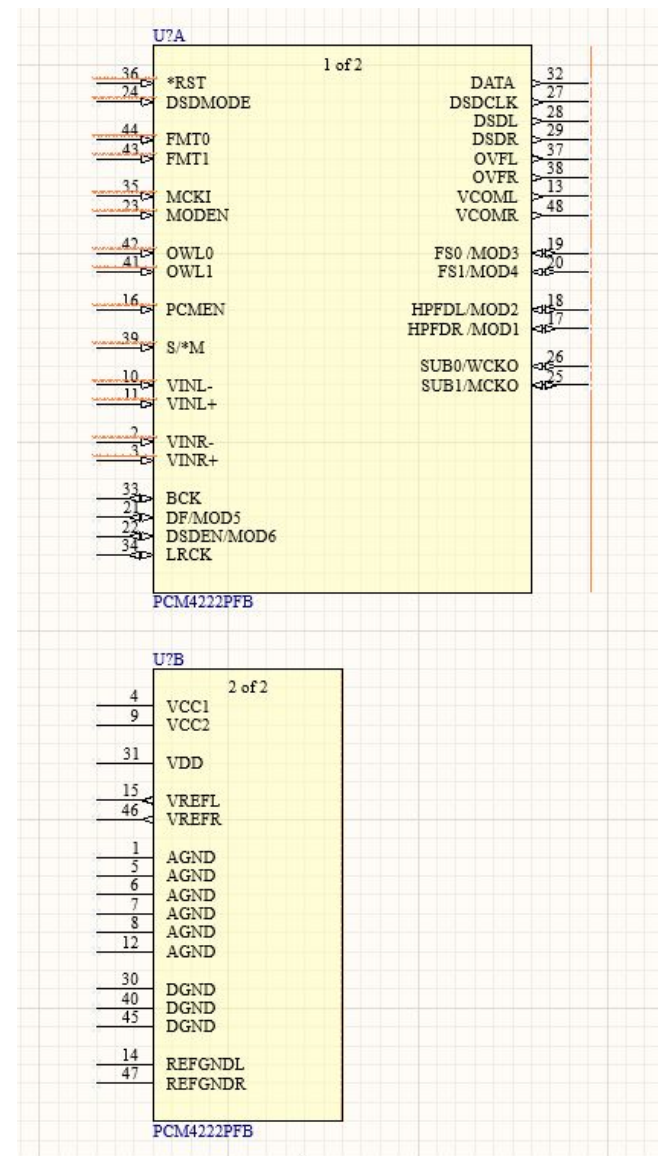 U?A
1 of 2
36 *RST DATA 32
24 DSDMODE DSDCLK 27
DSDL 28
44 FMT0 DSDR 29
43 FMT1 OVFL 37
OVFR 38
35 MCKI VCOML 13
23 MODEN VCOMR 48
42 OWL0 FS0 /MOD3 19
41 OWL1 FS1/MOD4 20
16 PCMEN HPFDL/MOD2 18
HPFDR /MOD1 17
39 S/*M
SUB0/WCKO 26
10 VINL- SUB1/MCKO 25
11 VINL+
2 VINR-
3 VINR+
33 BCK
21 DF/MOD5
22 DSDEN/MOD6
34 LRCK
PCM4222PFB
U?B
2 of 2
4 VCC1
9 VCC2
31 VDD
15 VREFL
46 VREFR
1 AGND
5 AGND
6 AGND
7 AGND
8 AGND
12 AGND
30 DGND
40 DGND
45 DGND
14 REFGNDL
47 REFGNDR
PCM4222PFB